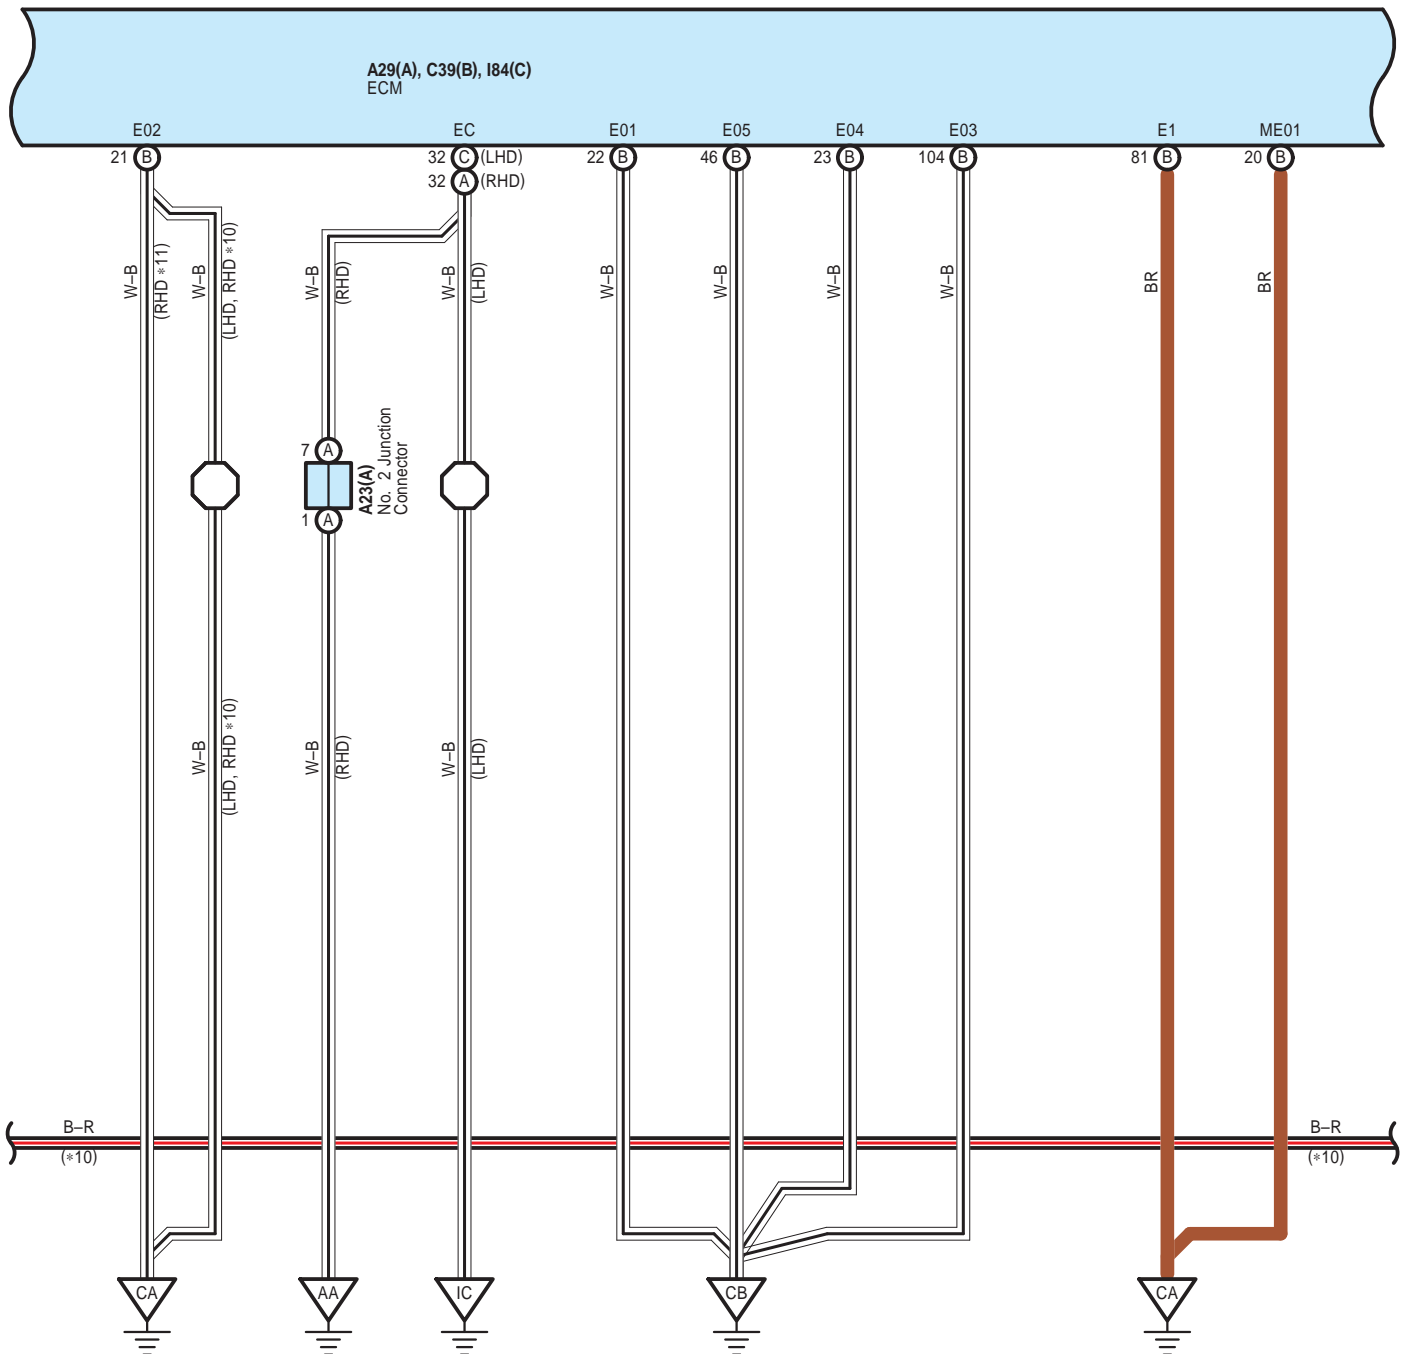 A29(A), C39(B), I84(C)
ECM
E02
EC
E01
E05
E04
E03
E1
ME01
21 B
32 C (LHD)
22 B
46 B
23 B
104 B
81 B
20 B
32 A (RHD)
W–B
(RHD *11)
W–B
(LHD, RHD *10)
W–B
(RHD)
W–B
(LHD)
W–B
W–B
W–B
W–B
BR
BR
7 A
1 A
A23(A)
No. 2 Junction
Connector
W–B
(LHD, RHD *10)
W–B
(RHD)
W–B
(LHD)
B–R
(*10)
B–R
(*10)
CA
AA
IC
CB
CA